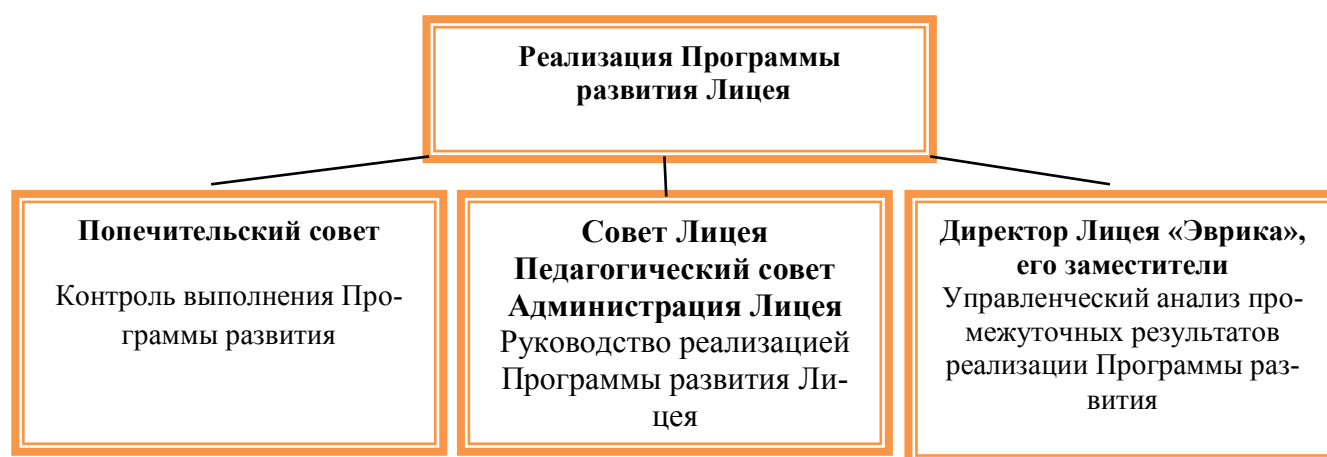 Реализация Программы
развития Лицея
Попечительский совет
Контроль выполнения Про-
граммы развития
Совет Лицея
Педагогический совет
Администрация Лицея
Руководство реализацией
Программы развития Ли-
цея
Директор Лицея «Эврика»,
его заместители
Управленческий анализ про-
межуточных результатов
реализации Программы раз-
вития